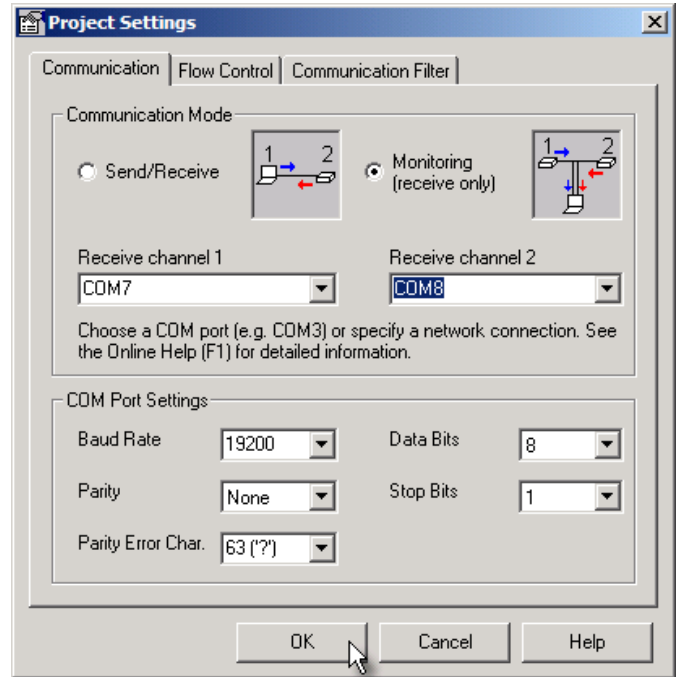 Project Settings
Communication
Flow Control
Communication Filter
Communication Mode
Send/Receive
1 2
Monitoring
(receive only)
1 2
Receive channel 1
Receive channel 2
COM7
COM8
Choose a COM port (e.g. COM3) or specify a network connection. See
the Online Help (F1) for detailed information.
COM Port Settings
Baud Rate
19200
Data Bits
8
Parity
None
Stop Bits
1
Parity Error Char.
63 ('?')
OK
Cancel
Help